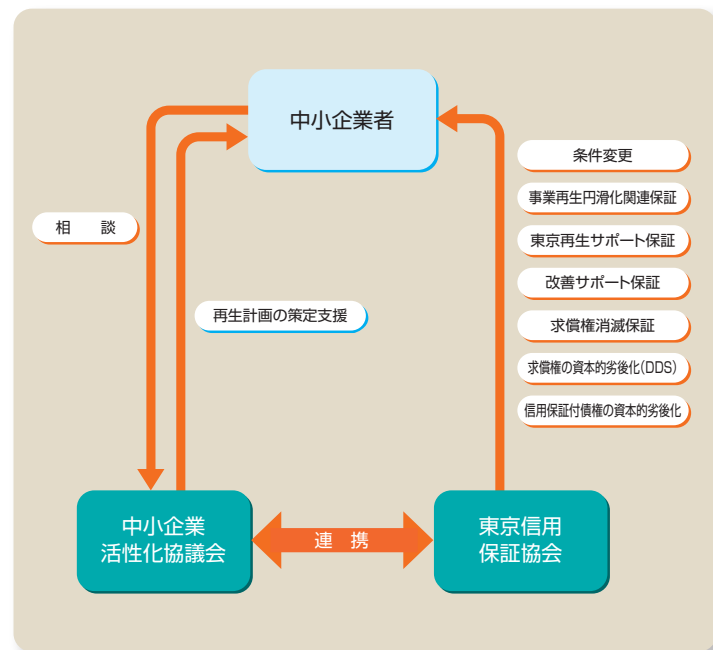 中小企業者
条件変更
事業再生円滑化関連保証
東京再生サポート保証
改善サポート保証
求償権消滅保証
求償権の資本的劣後化(DDS)
信用保証付債権の資本的劣後化
相　談
再生計画の策定支援
中小企業
活性化協議会
連　携
東京信用
保証協会